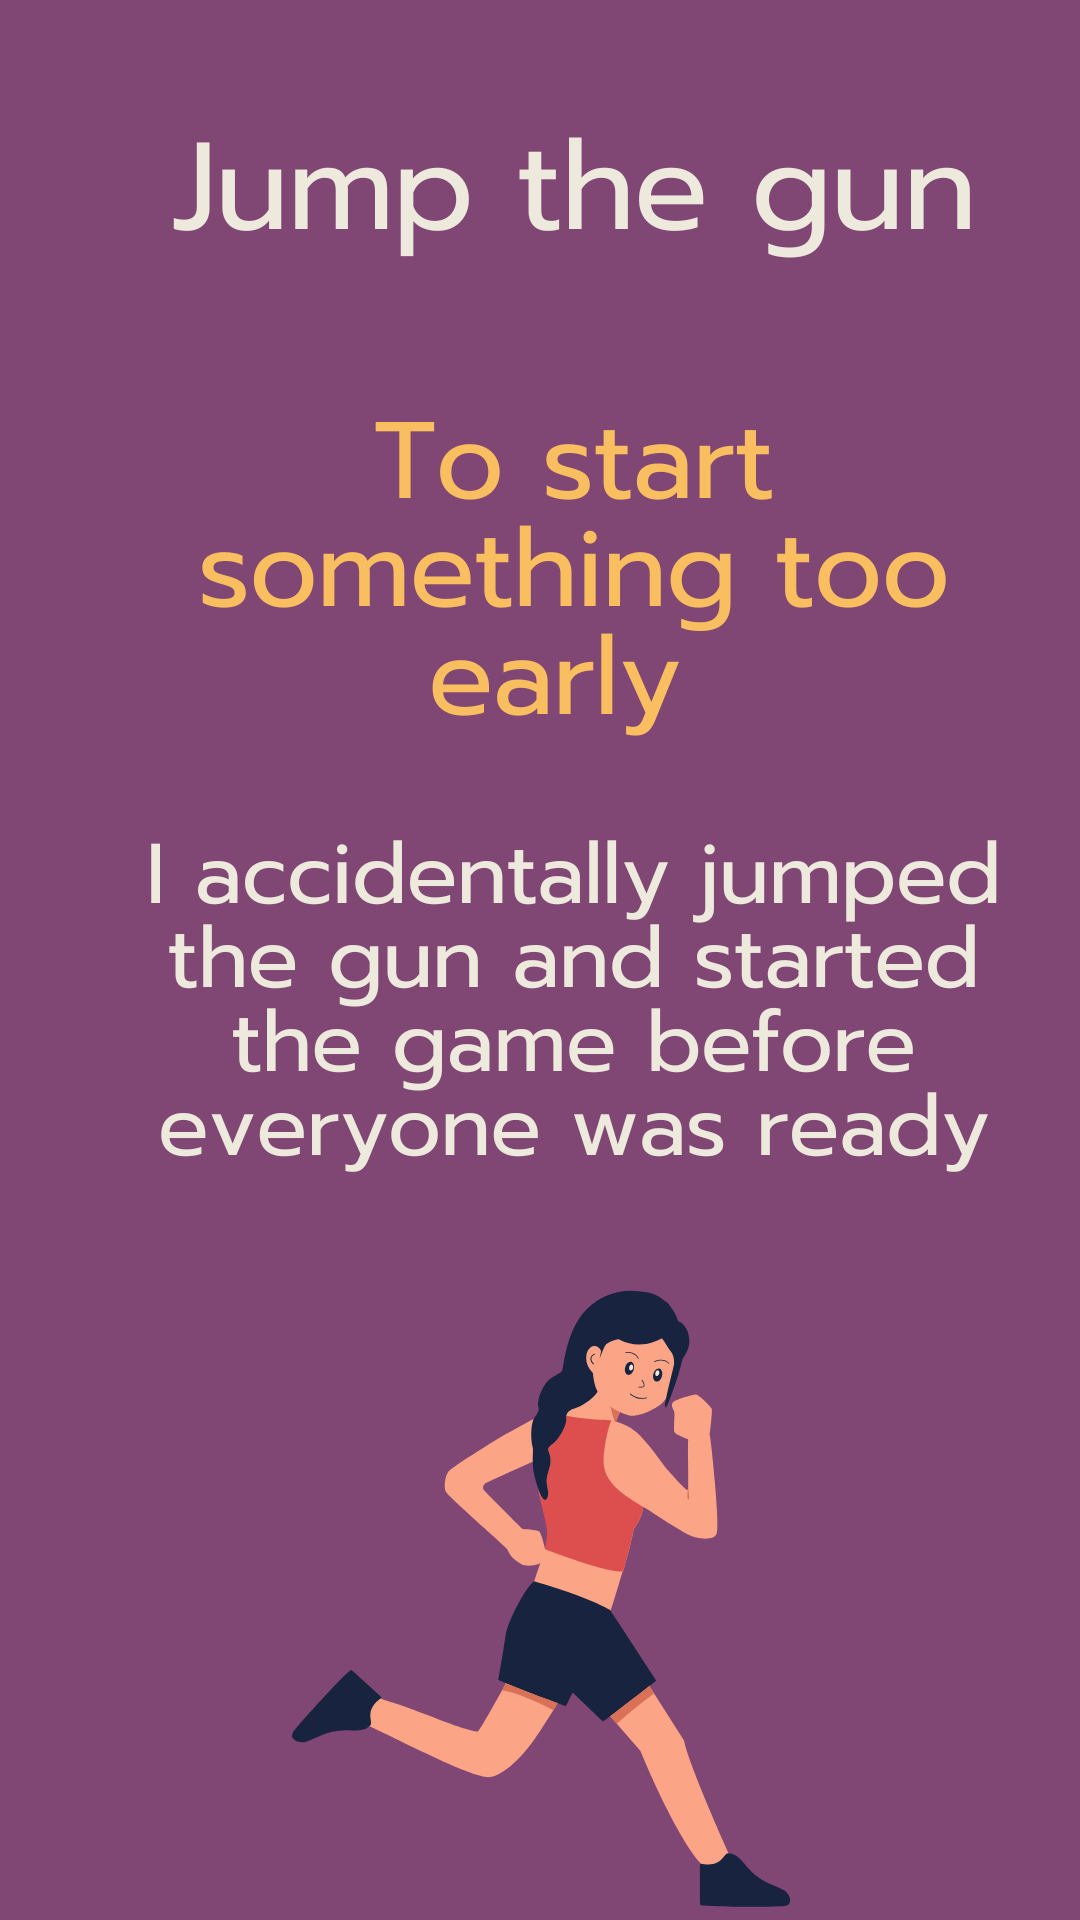 Jump the gun
To start
something too
early
I accidentally jumped
the gun and started
the game before
everyone was ready